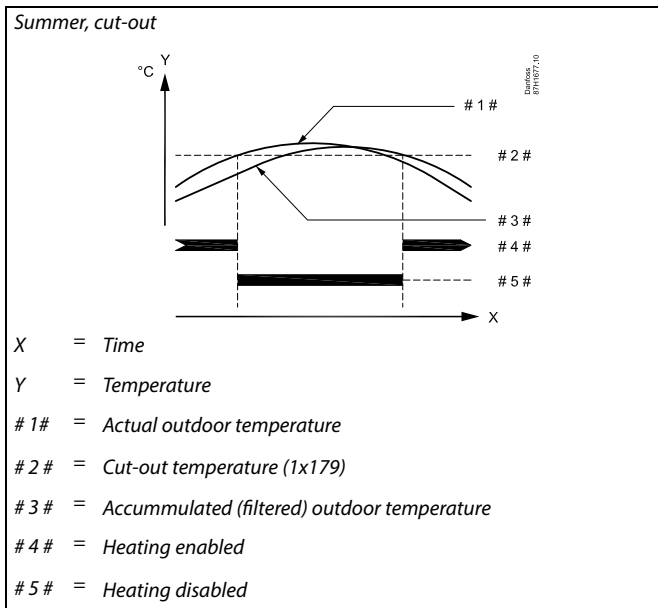 Summer, cut-out
Y
°C
Danfoss
87H1677.10
# 1 #
# 2 #
# 3 #
# 4 #
# 5 #
X
X = Time
Y = Temperature
# 1# = Actual outdoor temperature
# 2 # = Cut-out temperature (1x179)
# 3 # = Accummulated (filtered) outdoor temperature
# 4 # = Heating enabled
# 5 # = Heating disabled